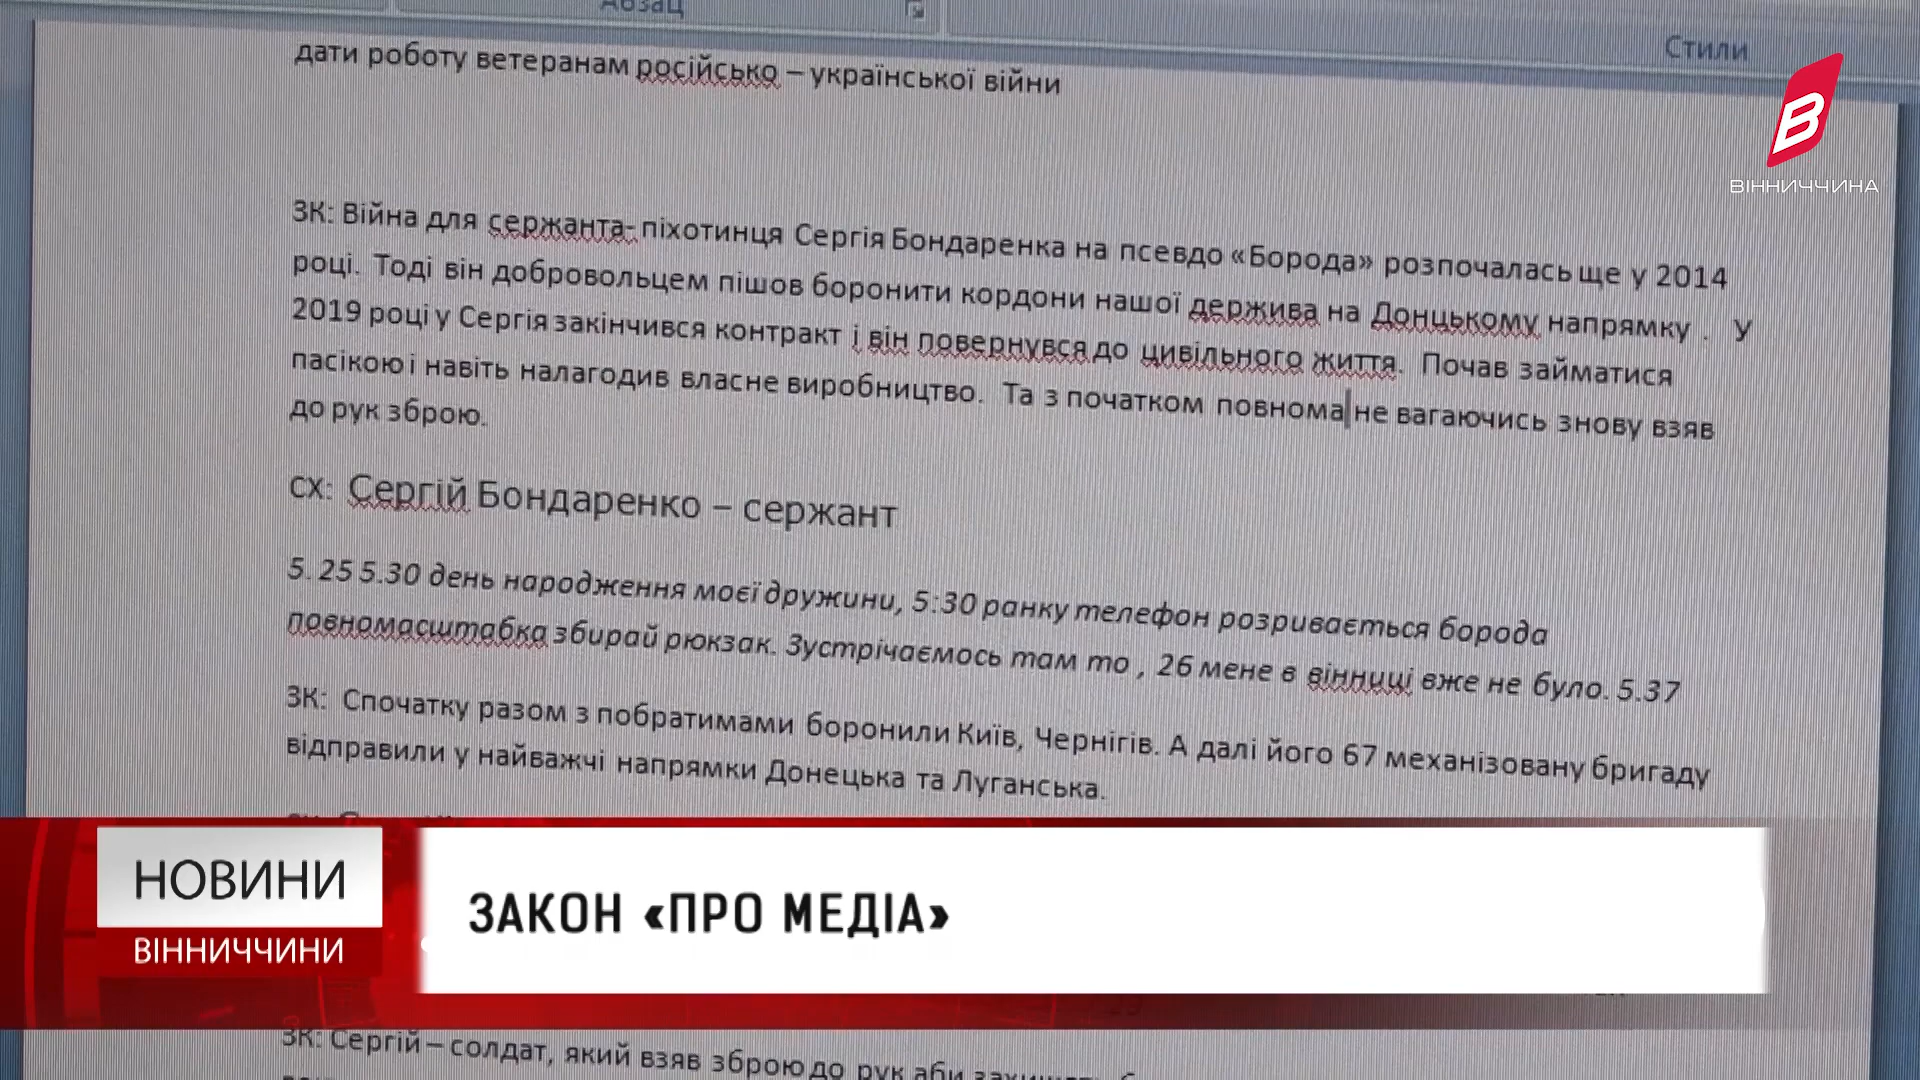 Абзац
Стили
дати роботу ветеранам російсько – української війни
В
ВІННИЧЧИНА
ЗК: Війна для сержанта- піхотинця Сергія Бондаренка на псевдо «Борода» розпочалась ще у 2014
році. Тоді він добровольцем пішов боронити кордони нашої держива на Донцькому напрямку . У
2019 році у Сергія закінчився контракт і він повернувся до цивільного життя. Почав займатися
пасікою і навіть налагодив власне виробництво. Та з початком повнома не вагаючись знову взяв
до рук зброю.
СХ: Сергій Бондаренко – сержант
5. 25 5.30 день народження моєї дружини, 5:30 ранку телефон розривається борода
повномасштабка збирай рюкзак. Зустрічаємось там то , 26 мене в вінниці вже не було. 5.37
ЗК: Спочатку разом з побратимами боронили Київ, Чернігів. А далі його 67 механізовану бригаду
відправили у найважчі напрямки Донецька та Луганська.
НОВИНИ
ВІННИЧЧИНИ
ЗАКОН «ПРО МЕДІА»
ЗК: Сергій – солдат, який взяв зброю до рук аби